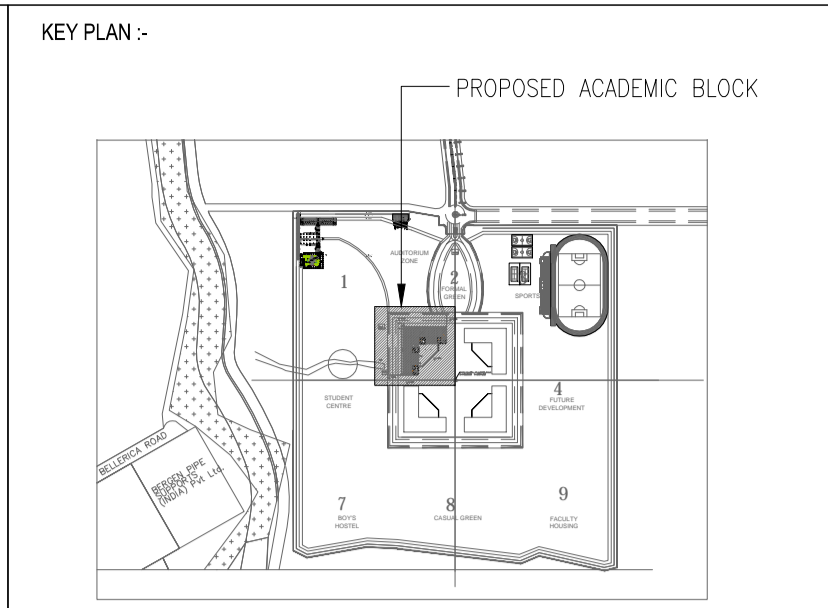 KEY PLAN :-
PROPOSED ACADEMIC BLOCK
AUDITORIUM
ZONE
1
2
FORMAL
GREEN
SPORTS
STUDENT
CENTRE
4
FUTURE
DEVELOPMENT
BELLERICA ROAD
BERGEN PIPE
SUPPORTS
(INDIA) Pvt Ltd.
7
BOY'S
HOSTEL
8
CASUAL GREEN
9
FACULTY
HOUSING